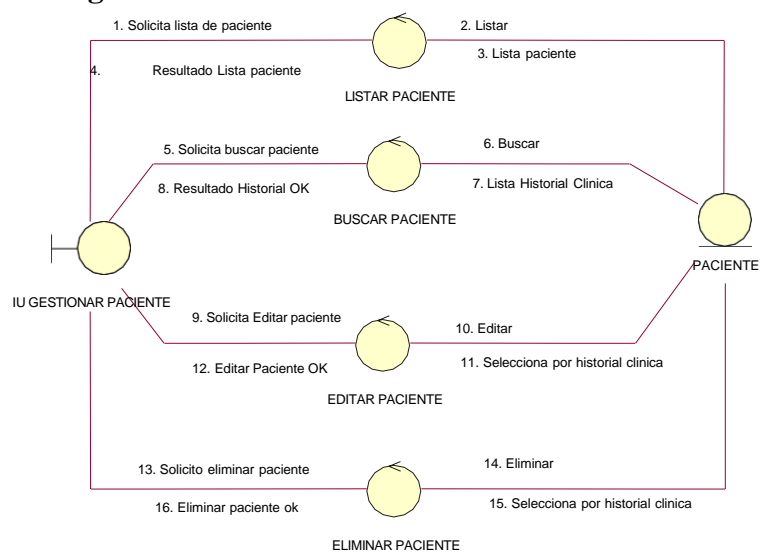 1. Solicita lista de paciente
2. Listar
3. Lista paciente
4. Resultado Lista paciente
LISTAR PACIENTE
5. Solicita buscar paciente
6. Buscar
8. Resultado Historial OK
7. Lista Historial Clinica
BUSCAR PACIENTE
PACIENTE
IU GESTIONAR PACIENTE
9. Solicita Editar paciente
10. Editar
12. Editar Paciente OK
11. Selecciona por historial clinica
EDITAR PACIENTE
13. Solicito eliminar paciente
14. Eliminar
16. Eliminar paciente ok
15. Selecciona por historial clinica
ELIMINAR PACIENTE